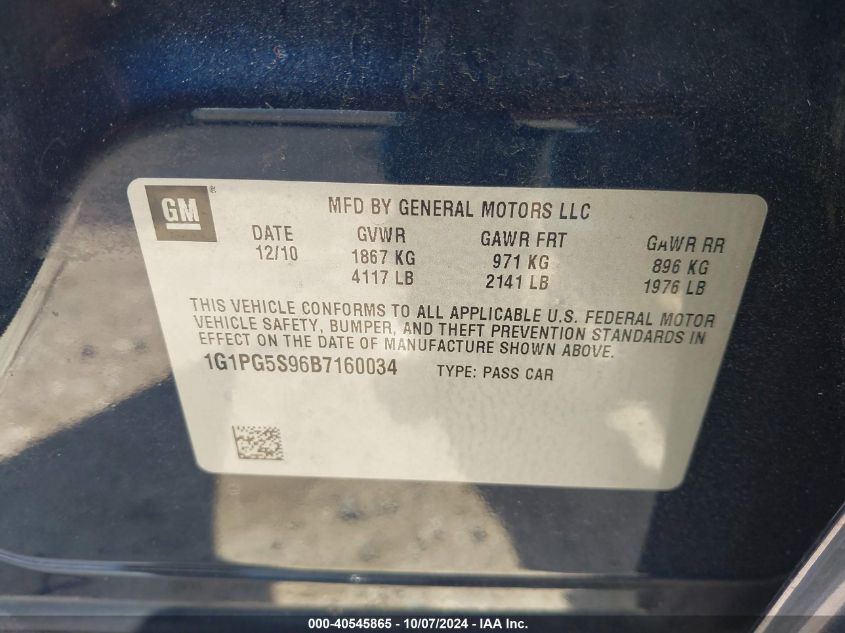 GM® MFD BY GENERAL MOTORS LLC
DATE GVWR GAWR FRT GAWR RR
12/10 1867 KG 971 KG 896 KG
4117 LB 2141 LB 1976 LB
THIS VEHICLE CONFORMS TO ALL APPLICABLE U.S. FEDERAL MOTOR
VEHICLE SAFETY, BUMPER, AND THEFT PREVENTION STANDARDS IN
EFFECT ON THE DATE OF MANUFACTURE SHOWN ABOVE.
1G1PG5S96B7160034 TYPE: PASS CAR
000-40545865 - 10/07/2024 - IAA Inc.